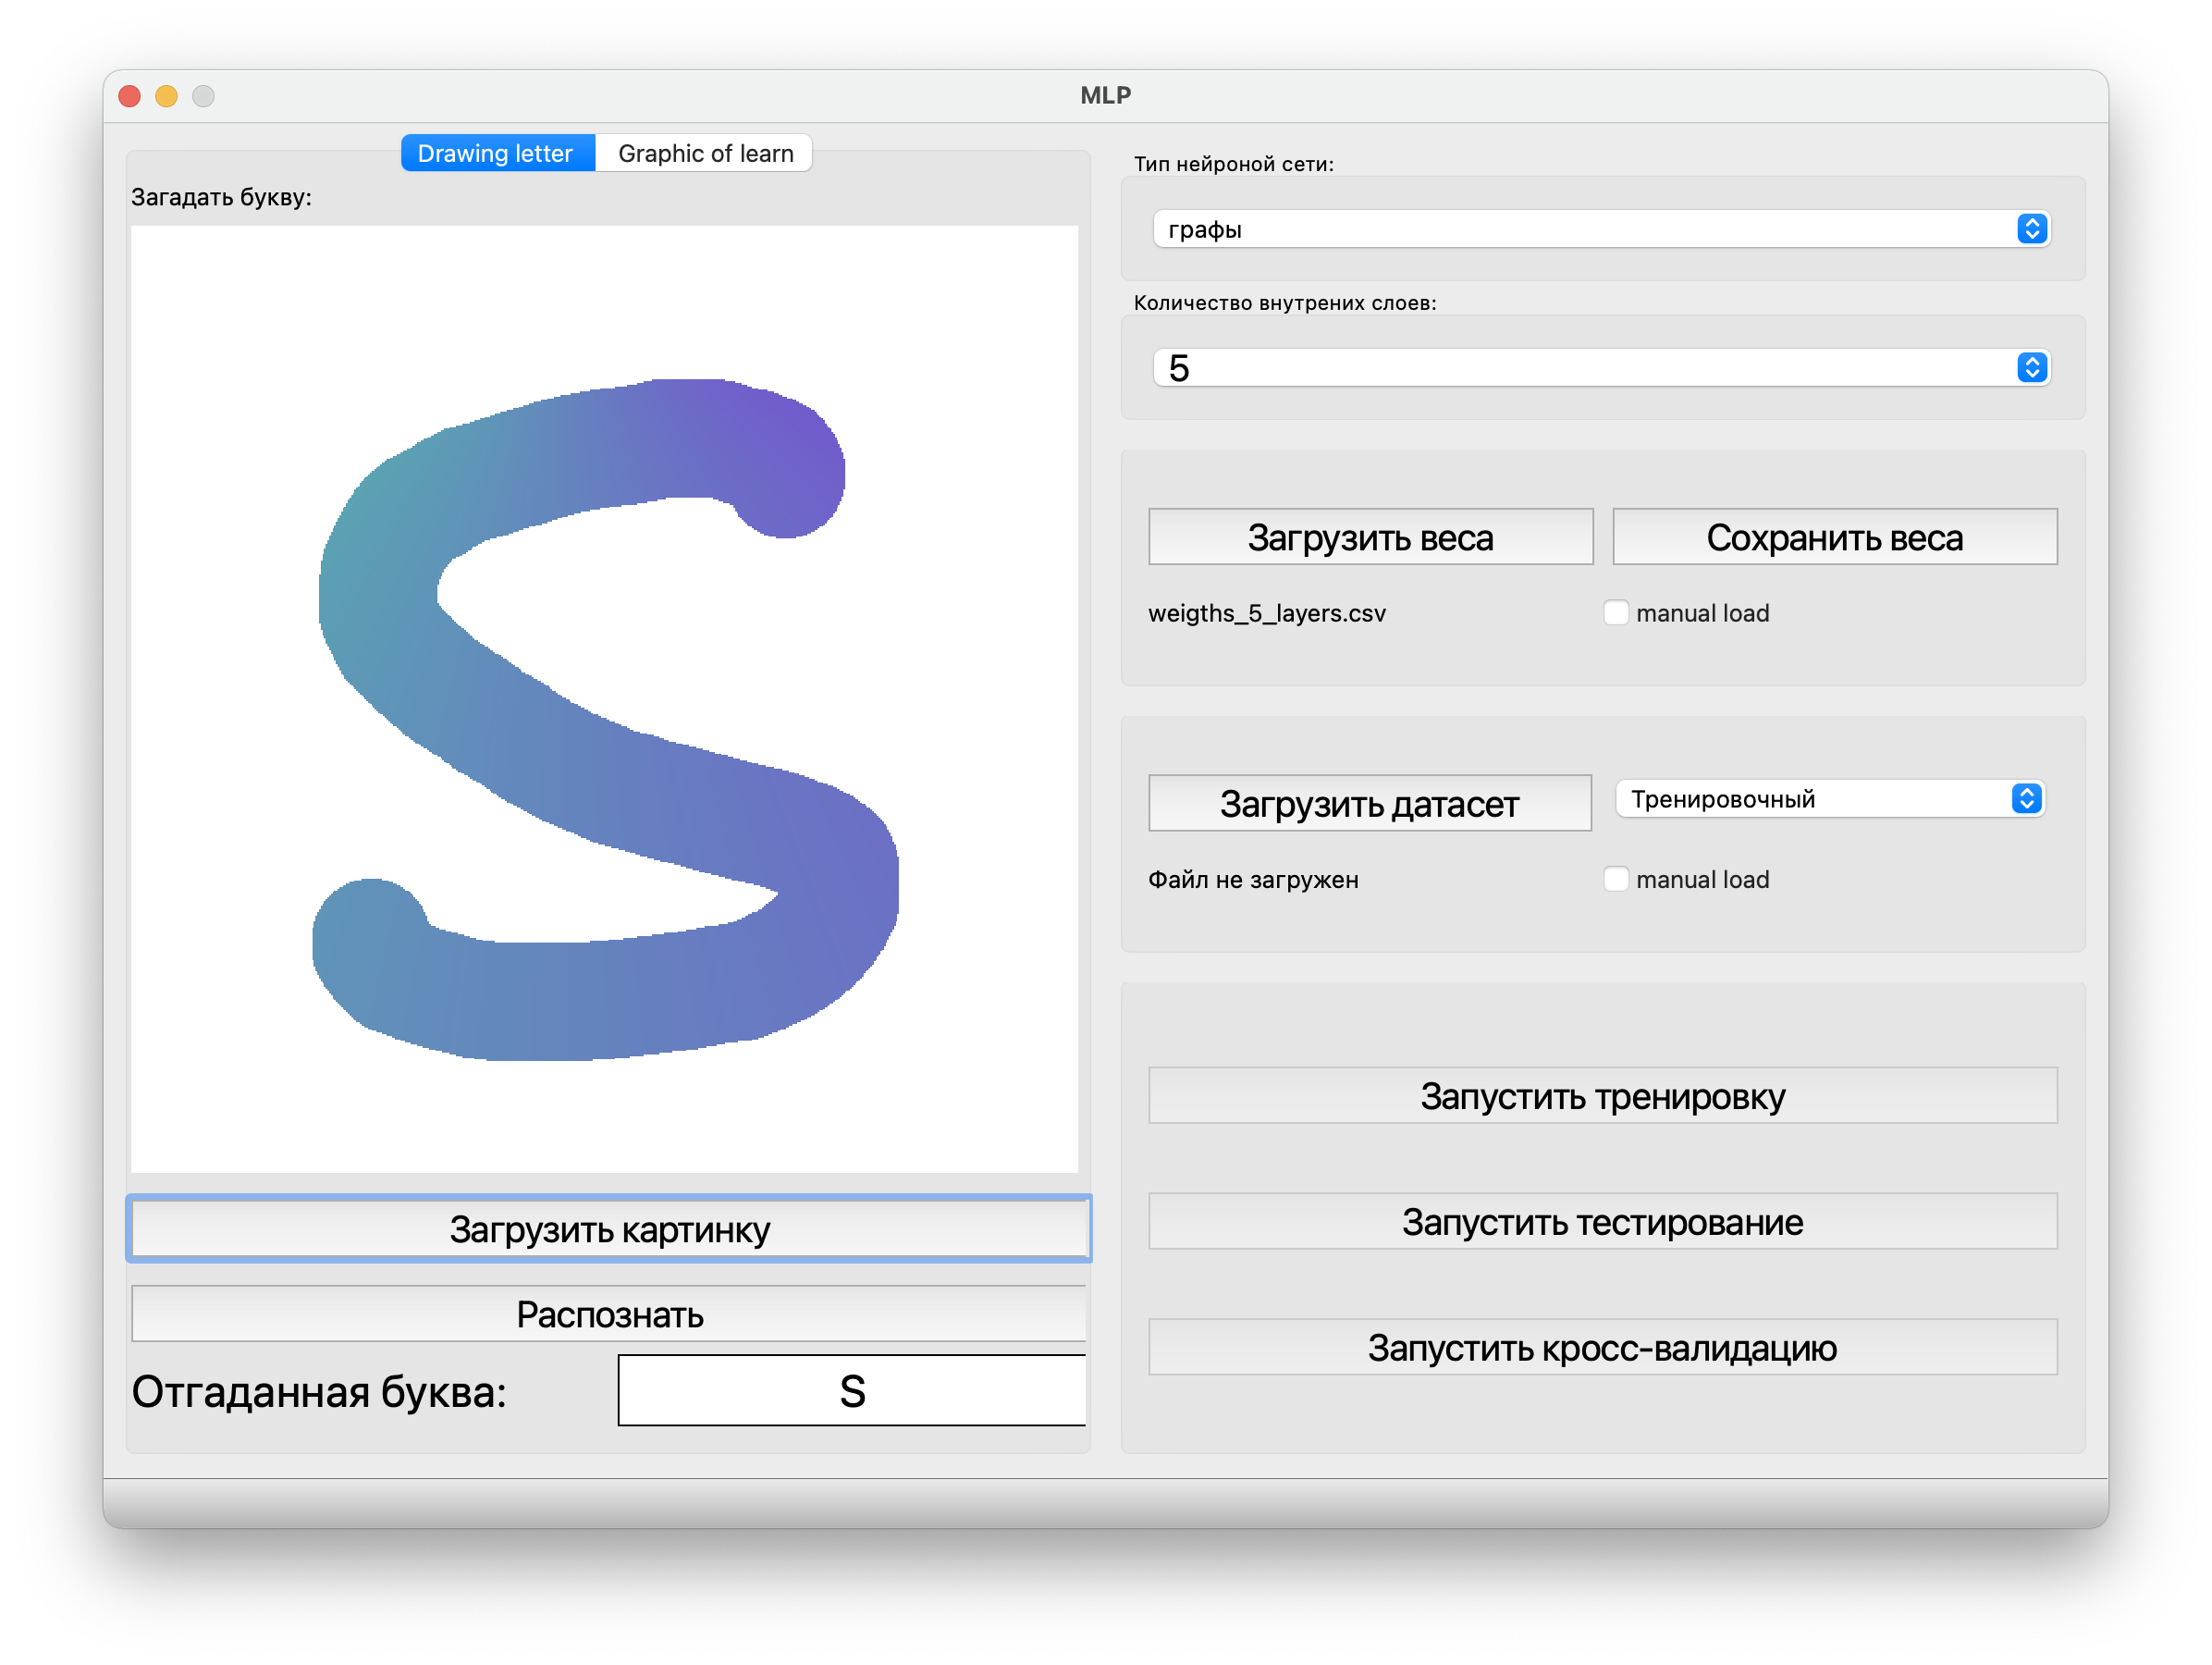 MLP
Drawing letter Graphic of learn
Загадать букву:
S
Загрузить картинку
Распознать
Отгаданная буква: S
Тип нейроной сети:
графы
Количество внутрених слоев:
5
Загрузить веса Сохранить веса
weigths_5_layers.csv manual load
Загрузить датасет Тренировочный
Файл не загружен manual load
Запустить тренировку
Запустить тестирование
Запустить кросс-валидацию